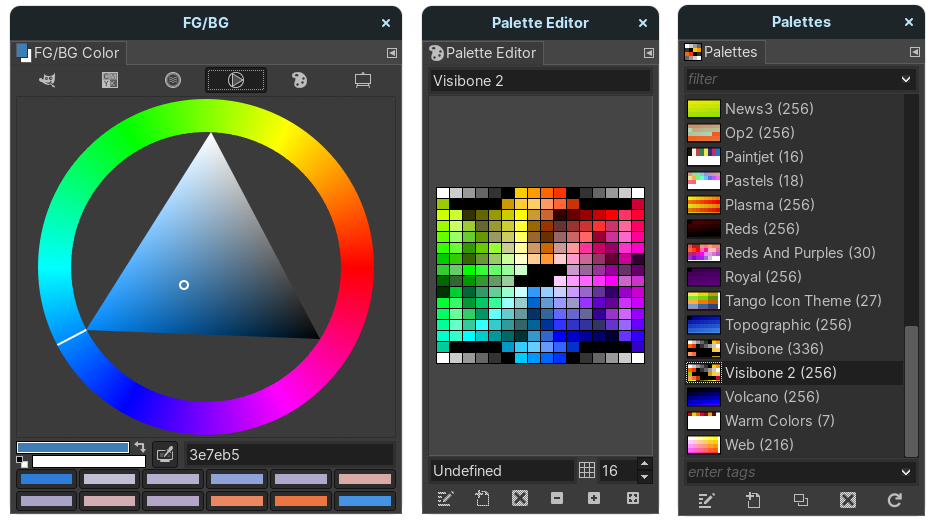 FG/BG
FG/BG Color
3e7eb5
Palette Editor
Palette Editor
Visibone 2
Undefined
16
Palettes
Palettes
filter
News3 (256)
Op2 (256)
Paintjet (16)
Pastels (18)
Plasma (256)
Reds (256)
Reds And Purples (30)
Royal (256)
Tango Icon Theme (27)
Topographic (256)
Visibone (336)
Visibone 2 (256)
Volcano (256)
Warm Colors (7)
Web (216)
enter tags